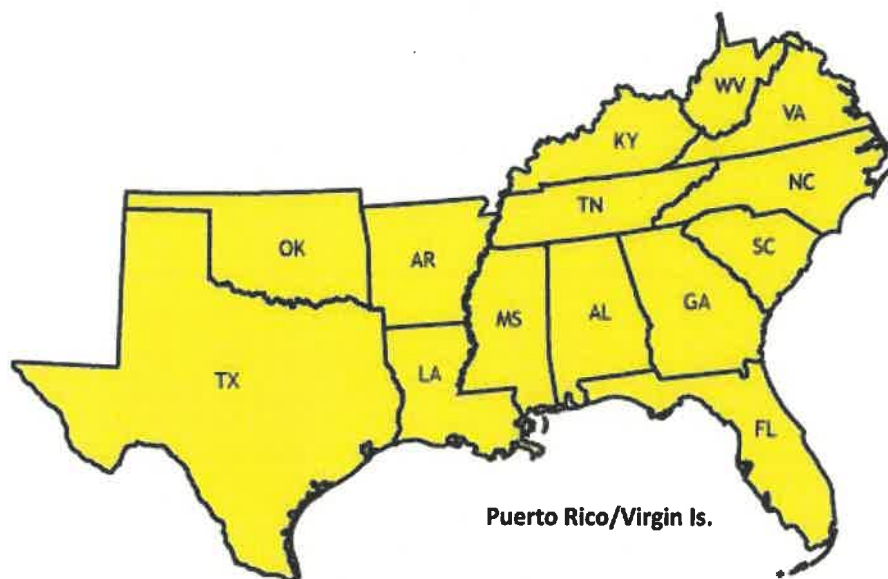 WV
VA
KY
NC
TN
OK
AR
SC
MS
AL
GA
TX
LA
FL
Puerto Rico/Virgin Is.